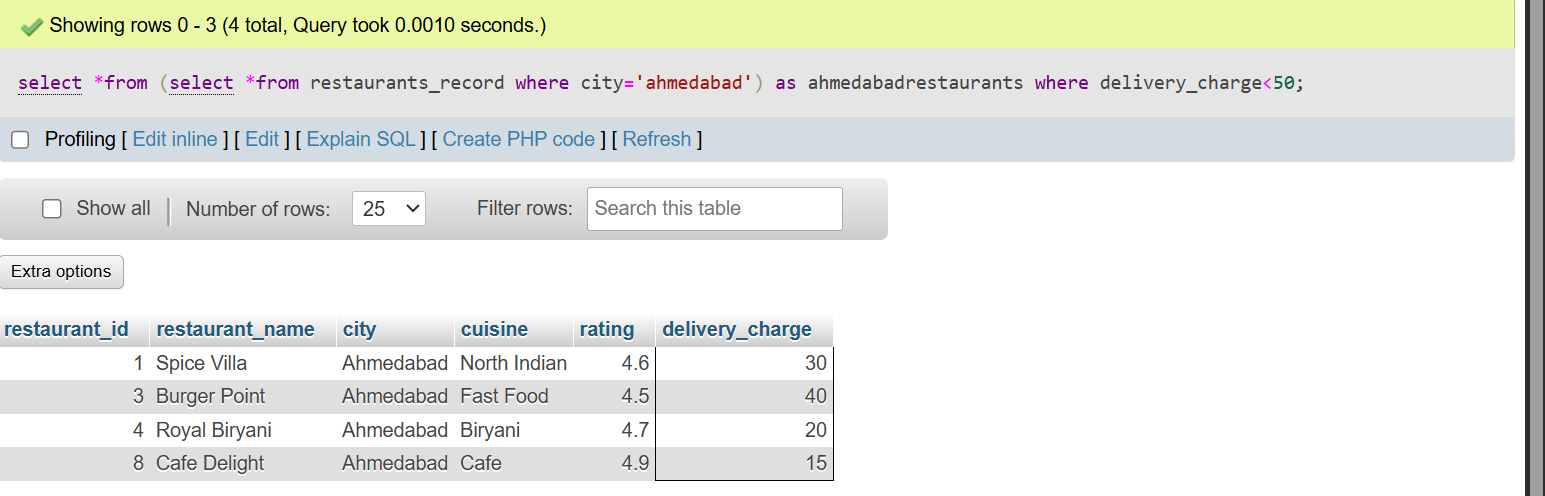 Showing rows 0 - 3 (4 total, Query took 0.0010 seconds.)
select *from (select *from restaurants_record where city='ahmedabad') as ahmedabadrestaurants where delivery_charge<50;
Profiling [ Edit inline ] [ Edit ] [ Explain SQL ] [ Create PHP code ] [ Refresh ]
Show all | Number of rows: 25 Filter rows: Search this table
Extra options
restaurant_id restaurant_name city cuisine rating delivery_charge
1 Spice Villa Ahmedabad North Indian 4.6 30
3 Burger Point Ahmedabad Fast Food 4.5 40
4 Royal Biryani Ahmedabad Biryani 4.7 20
8 Cafe Delight Ahmedabad Cafe 4.9 15